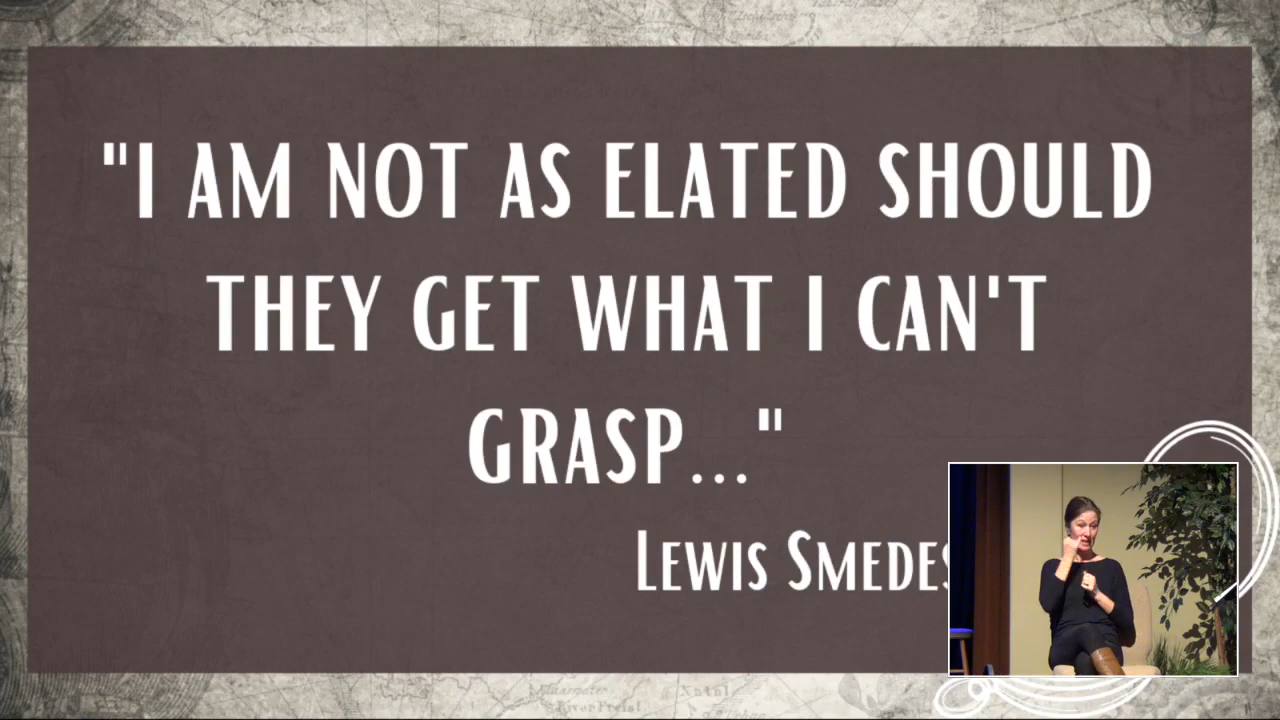 "I AM NOT AS ELATED SHOULD
THEY GET WHAT I CAN'T
GRASP..."
LEWIS SMEDES